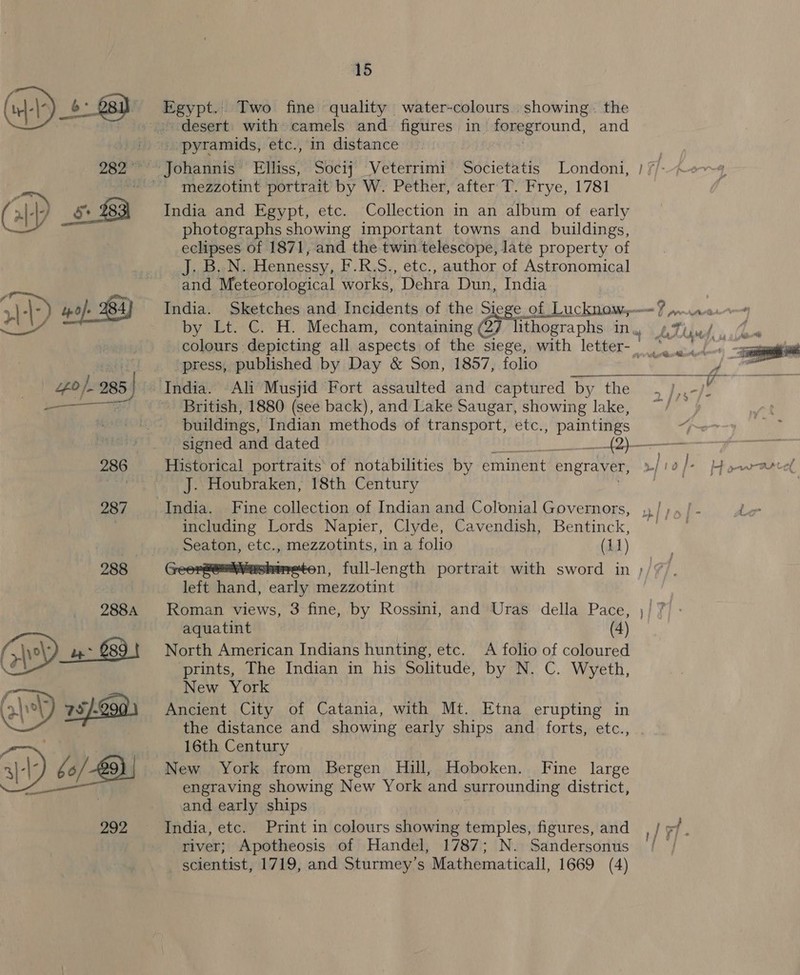 15
281 Egypt. Two fine quality water-colours showing the
desert with camels and figures in foreground, and
pyramids, etc., in distance
282 Johannis Elliss, Socij Veterrimi Societatis Londoni,
mezzotint portrait by W. Pether, after T. Frye, 1781
283 India and Egypt, etc. Collection in an album of early
photographs showing important towns and buildings,
eclipses of 1871, and the twin telescope, late property of
J. B. N. Hennessy, F.R.S., etc., author of Astronomical
and Meteorological works, Dehra Dun, India
284 India. Sketches and Incidents of the Siege of Lucknow,
by Lt. C. H. Mecham, containing 27 lithographs in
colours depicting all aspects of the siege, with letter-
press, published by Day & Son, 1857, folio
40/- 285 India. Ali Musjid Fort assaulted and captured by the
British, 1880 (see back), and Lake Saugar, showing lake,
buildings, Indian methods of transport, etc., paintings
signed and dated (2)
286 Historical portraits of notabilities by eminent engraver,
J. Houbraken, 18th Century
287 India. Fine collection of Indian and Colonial Governors,
including Lords Napier, Clyde, Cavendish, Bentinck,
Seaton, etc., mezzotints, in a folio (11)
288 George Washington, full-length portrait with sword in
left hand, early mezzotint
288A Roman views, 3 fine, by Rossini, and Uras della Pace,
aquatint (4)
289 North American Indians hunting, etc. A folio of coloured
prints, The Indian in his Solitude, by N. C. Wyeth,
New York
75/- 290 Ancient City of Catania, with Mt. Etna erupting in
the distance and showing early ships and forts, etc.,
16th Century
60/- 291 New York from Bergen Hill, Hoboken. Fine large
engraving showing New York and surrounding district,
and early ships
292 India, etc. Print in colours showing temples, figures, and
river; Apotheosis of Handel, 1787; N. Sandersonus
scientist, 1719, and Sturmey's Mathematicall, 1669 (4)